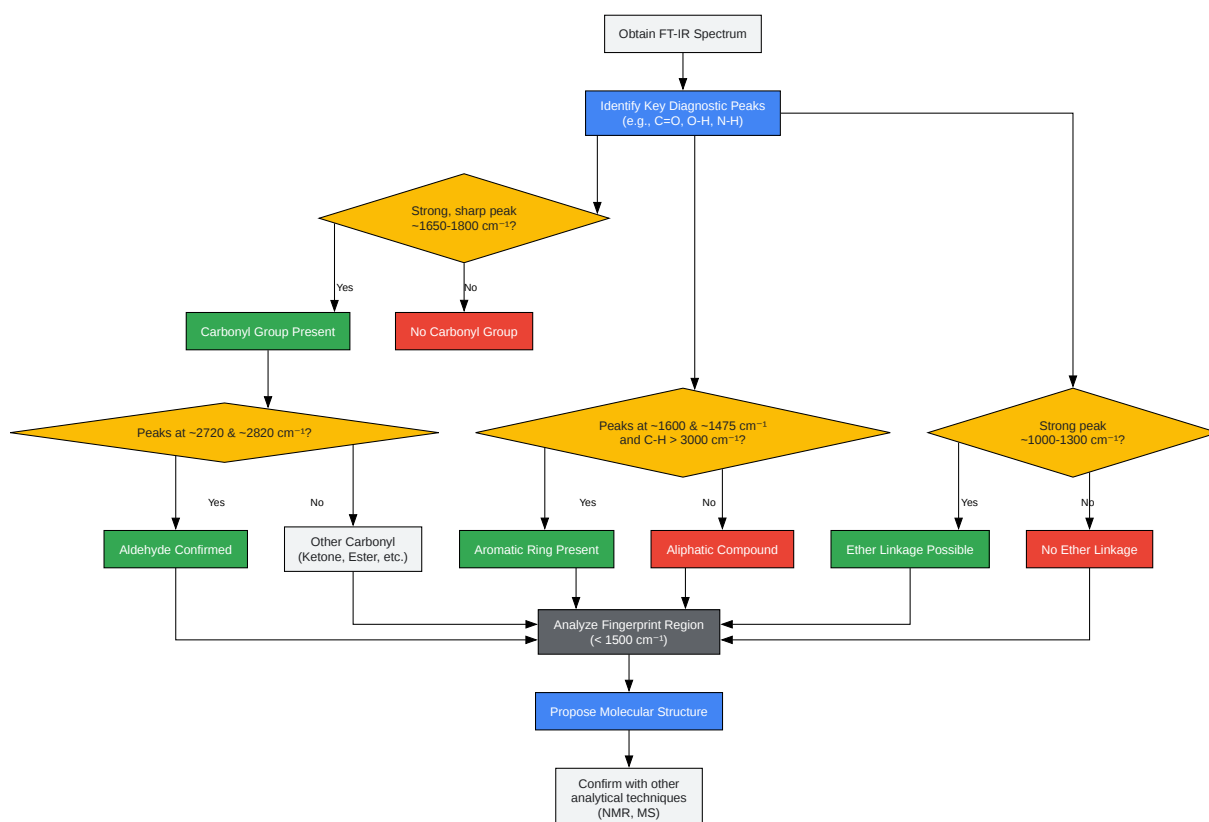 Obtain FT-IR Spectrum
Identify Key Diagnostic Peaks
(e.g., C=O, O-H, N-H)
Strong, sharp peak
~1650-1800 cm⁻¹?
Yes
No
Carbonyl Group Present
No Carbonyl Group
Peaks at ~2720 & ~2820 cm⁻¹?
Peaks at ~1600 & ~1475 cm⁻¹
and C-H > 3000 cm⁻¹?
Strong peak
~1000-1300 cm⁻¹?
Yes
No
Yes
No
Yes
No
Aldehyde Confirmed
Other Carbonyl
(Ketone, Ester, etc.)
Aromatic Ring Present
Aliphatic Compound
Ether Linkage Possible
No Ether Linkage
Analyze Fingerprint Region
(< 1500 cm⁻¹)
Propose Molecular Structure
Confirm with other
analytical techniques
(NMR, MS)